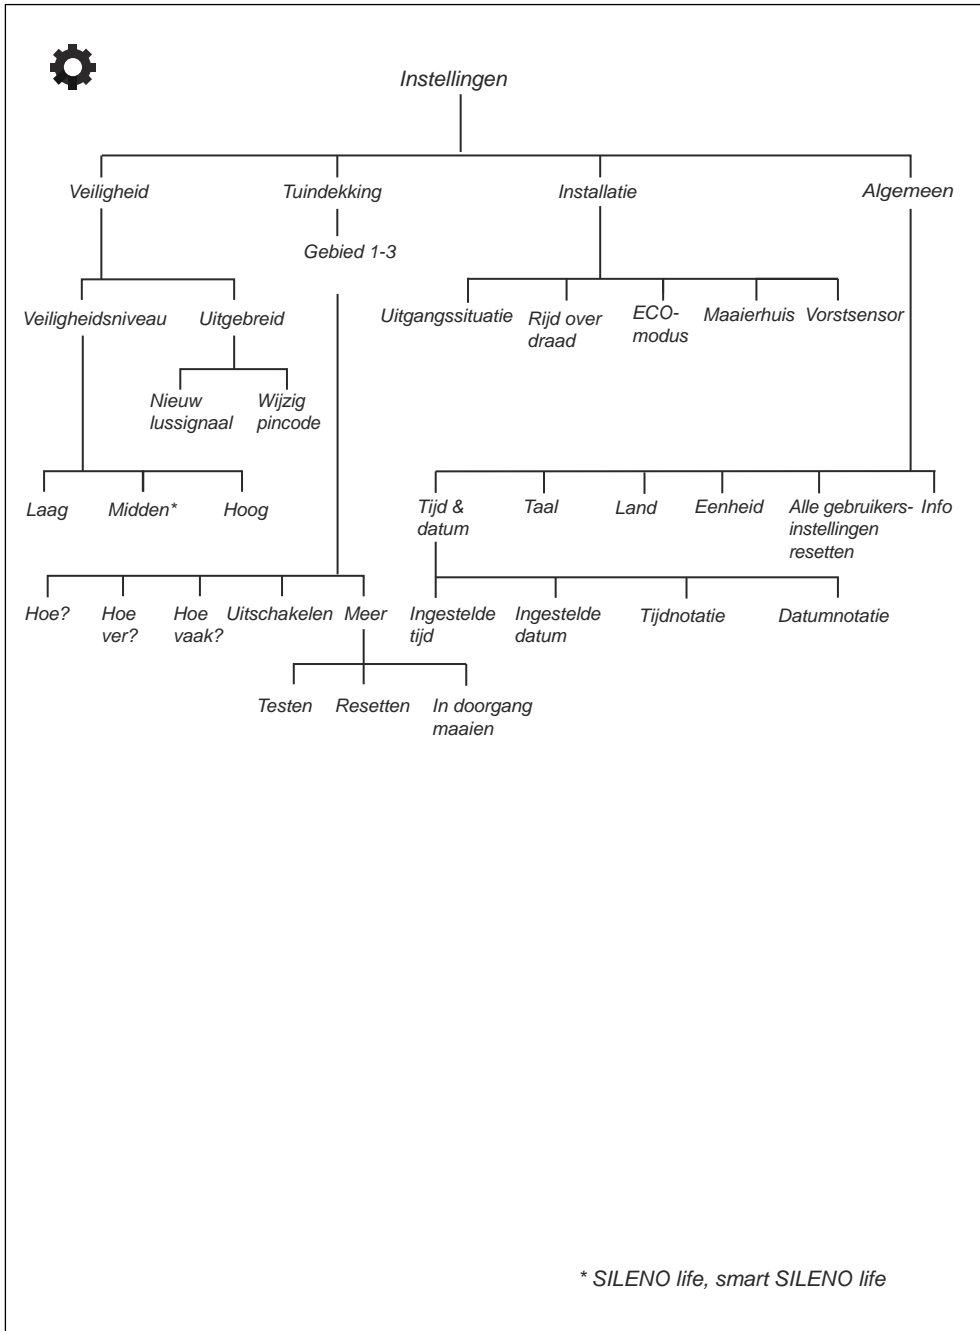 Instellingen
Veiligheid
Tuindekking
Installatie
Algemeen
Gebied 1-3
Veiligheidsniveau
Uitgebreid
Uitgangssituatie
Rijd over
draad
ECO-
modus
Maaierhuis
Vorstsensor
Nieuw
lussignaal
Wijzig
pincode
Laag
Midden*
Hoog
Tijd &
datum
Taal
Land
Eenheid
Alle gebruikers-
instellingen
resetten
Info
Hoe?
Hoe
ver?
Hoe
vaak?
Uitschakelen
Meer
Ingestelde
tijd
Ingestelde
datum
Tijdnotatie
Datumnotatie
Testen
Resetten
In doorgang
maaien
* SILENO life, smart SILENO life